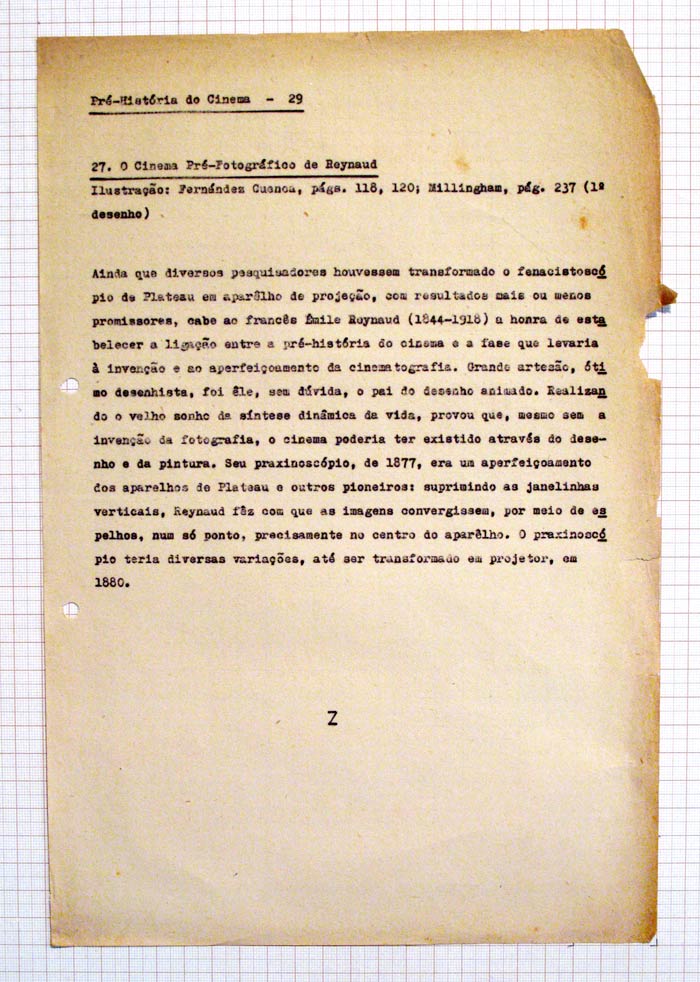 Pré-História do Cinema - 29
27. O Cinema Pré-Fotográfico de Reynaud
Ilustração: Fernández Cuenca, págs. 118, 120; Millingham, pág. 237 (1º
desenho)
Ainda que diversos pesquisadores houvessem transformado o fenacistoscó
pio de Plateau em aparêlho de projeção, com resultados mais ou menos
promissores, cabe ao francês Émile Reynaud (1844-1918) a honra de esta
belecer a ligação entre a pré-história do cinema e a fase que levaria
à invenção e ao aperfeiçoamento da cinematografia. Grande artesão, óti
mo desenhista, foi êle, sem dúvida, o pai do desenho animado. Realizan
do o velho sonho da síntese dinâmica da vida, provou que, mesmo sem a
invenção da fotografia, o cinema poderia ter existido através do dese-
nho e da pintura. Seu praxinoscópio, de 1877, era um aperfeiçoamento
dos aparelhos de Plateau e outros pioneiros: suprimindo as janelinhas
verticais, Reynaud fêz com que as imagens convergissem, por meio de es
pelhos, num só ponto, precisamente no centro do aparêlho. O praxinoscó
pio teria diversas variações, até ser transformado em projetor, em
1880.
Z